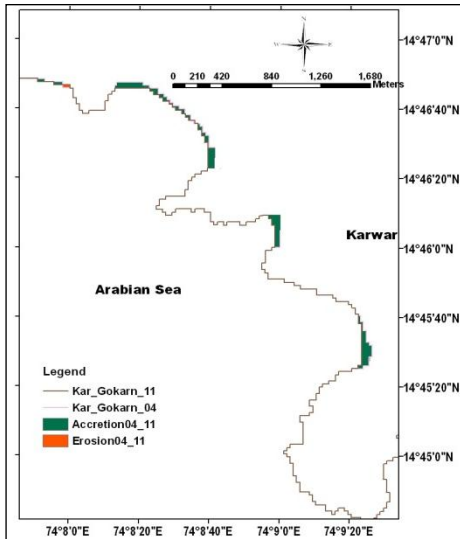 N
W E
S
0 210 420 840 1,260 1,680
Meters
14°47'0"N
14°46'40"N
14°46'20"N
Karwar
14°46'0"N
Arabian Sea
14°45'40"N
Legend
Kar_Gokarn_11
Kar_Gokarn_04
Accretion04_11
Erosion04_11
14°45'20"N
14°45'0"N
74°8'0"E 74°8'20"E 74°8'40"E 74°9'0"E 74°9'20"E